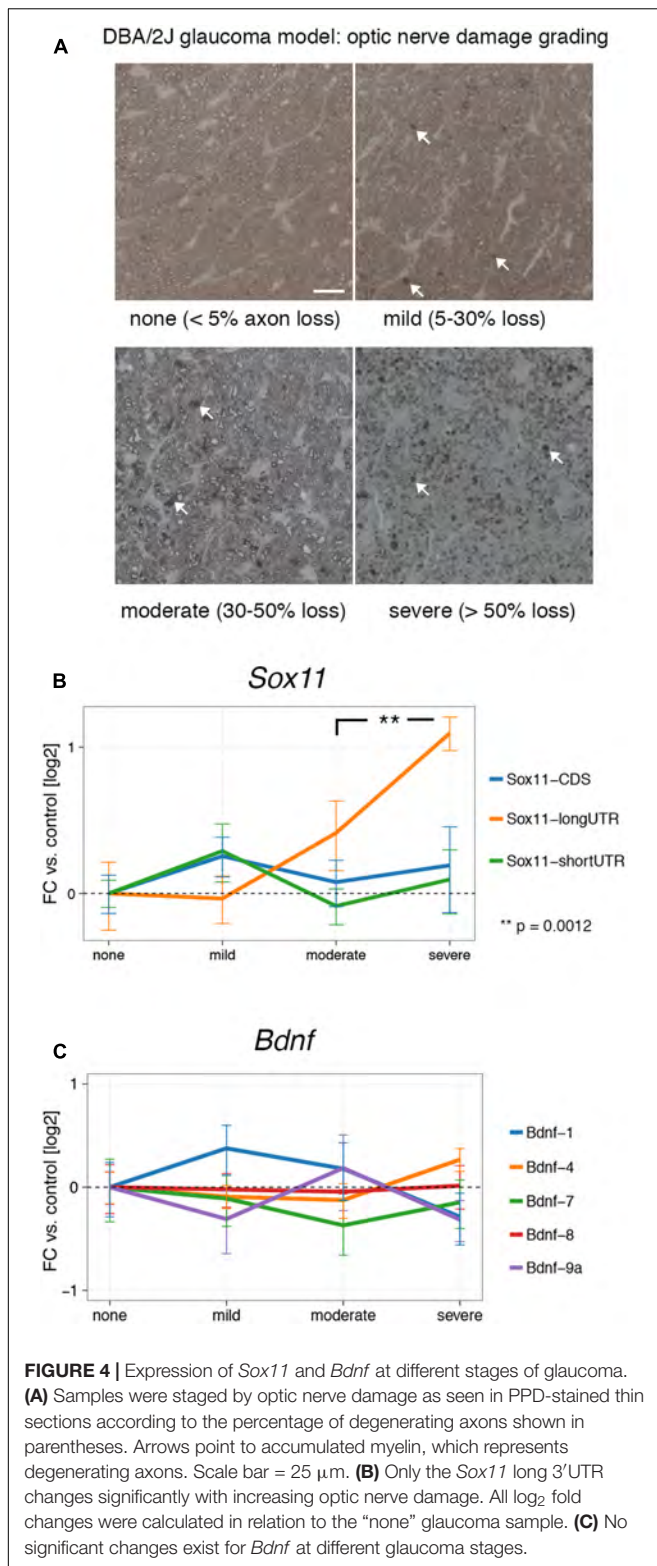 A
DBA/2J glaucoma model: optic nerve damage grading
none (< 5% axon loss)
mild (5-30% loss)
moderate (30-50% loss)
severe (> 50% loss)
B
Sox11
FC vs. control [log2]
1
0
none
mild
moderate
severe
**
Sox11-CDS
Sox11-longUTR
Sox11-shortUTR
** p = 0.0012
C
Bdnf
FC vs. control [log2]
1
0
−1
none
mild
moderate
severe
Bdnf-1
Bdnf-4
Bdnf-7
Bdnf-8
Bdnf-9a
FIGURE 4 | Expression of Sox11 and Bdnf at different stages of glaucoma.
(A) Samples were staged by optic nerve damage as seen in PPD-stained thin
sections according to the percentage of degenerating axons shown in
parentheses. Arrows point to accumulated myelin, which represents
degenerating axons. Scale bar = 25 μm. (B) Only the Sox11 long 3′UTR
changes significantly with increasing optic nerve damage. All log₂ fold
changes were calculated in relation to the “none” glaucoma sample. (C) No
significant changes exist for Bdnf at different glaucoma stages.